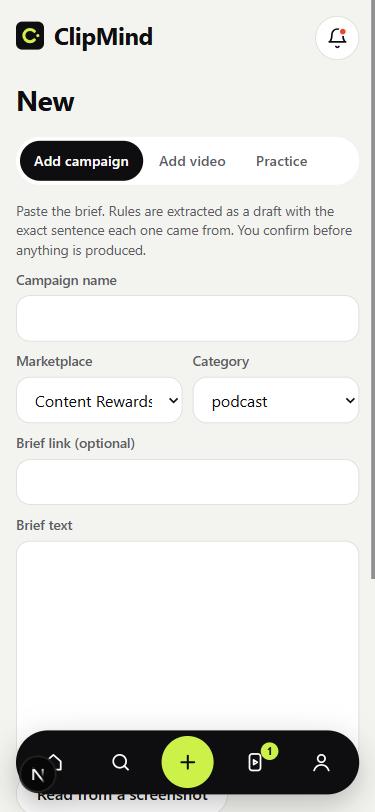 ClipMind
New
Add campaign
Add video
Practice
Paste the brief. Rules are extracted as a draft with the
exact sentence each one came from. You confirm before
anything is produced.
Campaign name
Marketplace
Category
Content Rewards
podcast
Brief link (optional)
Brief text
1
N
Read from a screenshot